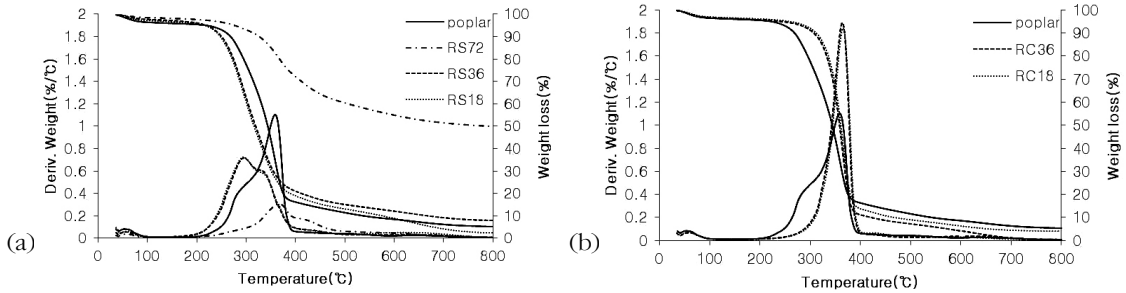 2
1.8
1.6
1.4
1.2
1
0.8
0.6
0.4
0.2
0
Deriv. Weight(%/℃)
0 100 200 300 400 500 600 700 800
Temperature(℃)
100
90
80
70
60
50
40
30
20
10
0
Weight loss(%)
poplar
RS72
RS36
RS18
(a)
2
1.8
1.6
1.4
1.2
1
0.8
0.6
0.4
0.2
0
Deriv. Weight(%/℃)
0 100 200 300 400 500 600 700 800
Temperature(℃)
100
90
80
70
60
50
40
30
20
10
0
Weight loss(%)
poplar
RC36
RC18
(b)